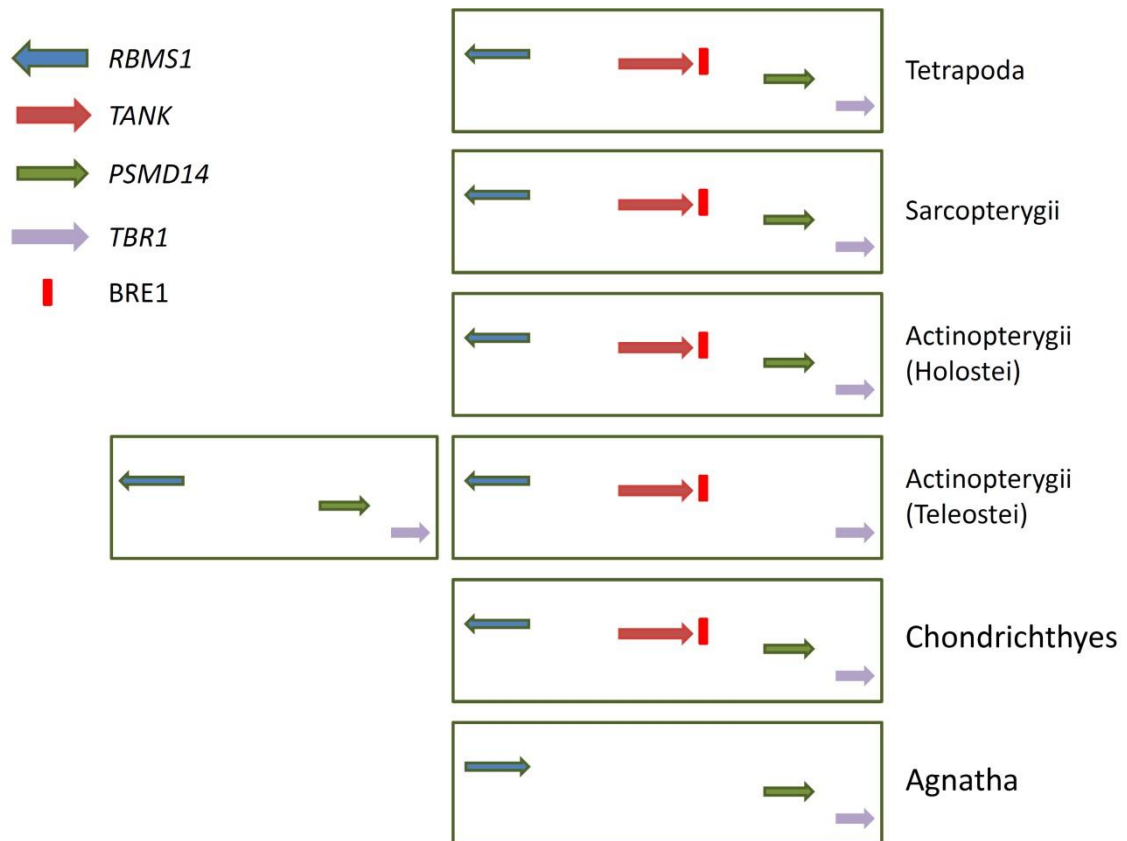 RBMS1
TANK
PSMD14
TBR1
BRE1
Tetrapoda
Sarcopterygii
Actinopterygii
(Holostei)
Actinopterygii
(Teleostei)
Chondrichthyes
Agnatha